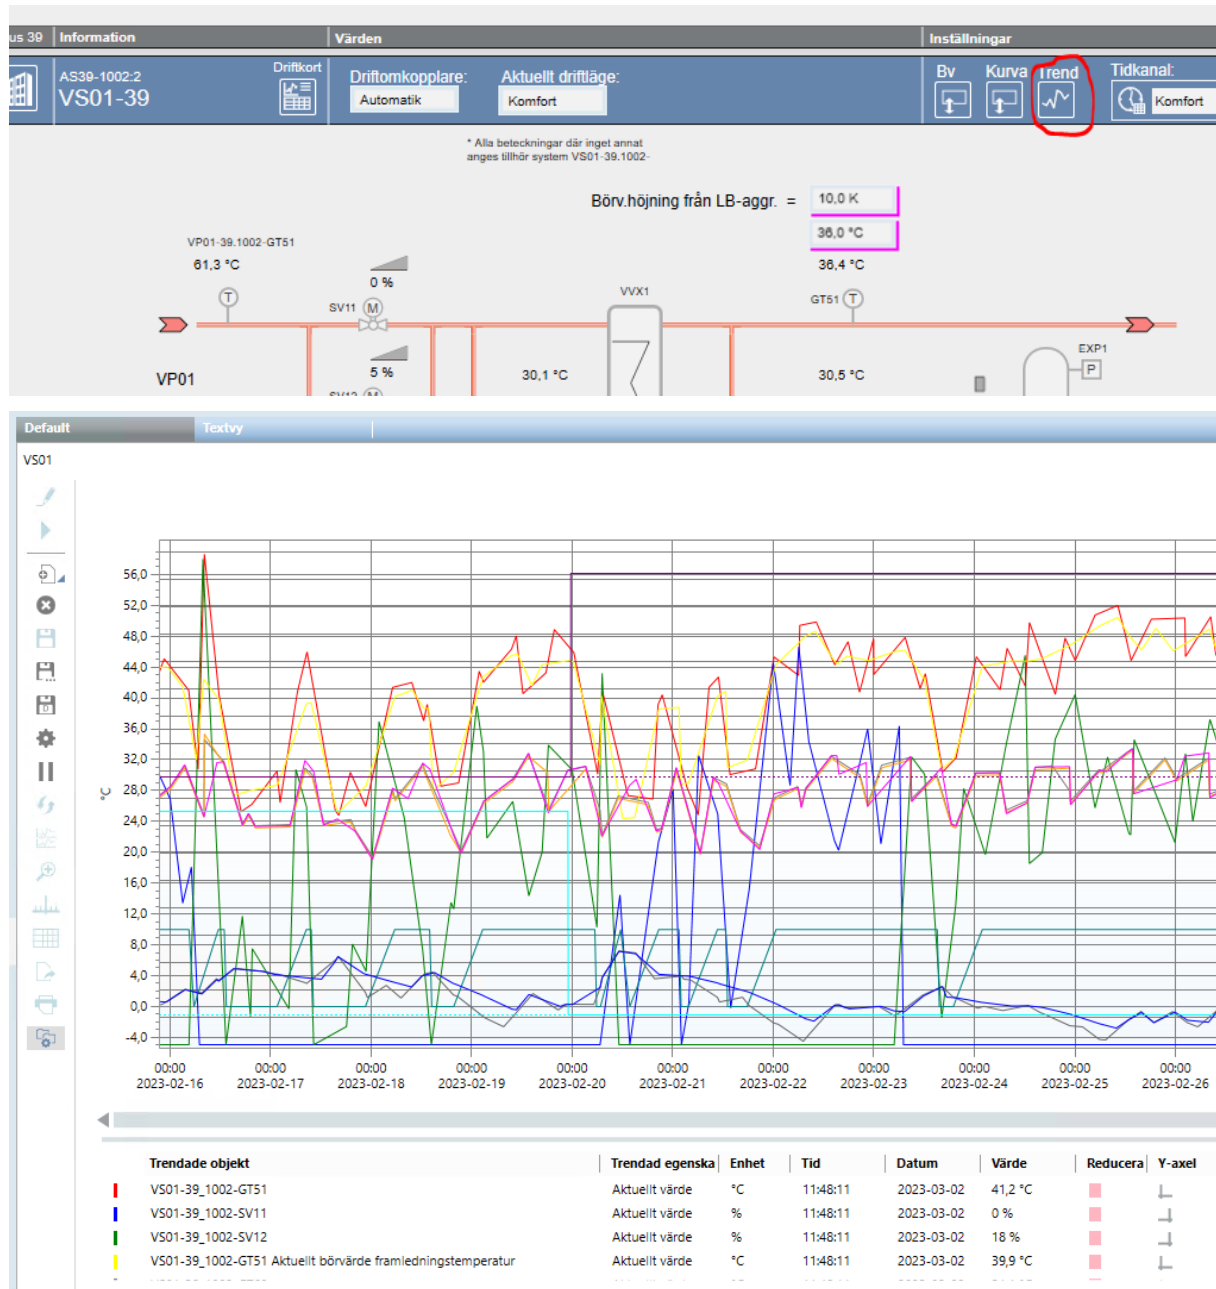 us 39 Information Värden Inställningar
AS39-1002:2 Driftkort Driftomkopplare: Aktuellt driftläge: Bv Kurva Trend Tidkanal:
VS01-39 Automatik Komfort Komfort
* Alla beteckningar där inget annat
anges tillhör system VS01-39.1002-
Börv.höjning från LB-aggr. = 10,0 K
36,0 °C
VP01-39.1002-GT51
61,3 °C 36,4 °C
0 %
VVX1
T SV11 M GT51 T
EXP1
5 % P
VP01 30,1 °C 30,5 °C
SV12 M
Default Textvy
VS01
56,0
52,0
48,0
44,0
40,0
36,0
32,0
°C
28,0
24,0
20,0
16,0
12,0
8,0
4,0
0,0
-4,0
00:00 00:00 00:00 00:00 00:00 00:00 00:00 00:00 00:00 00:00 00:00
2023-02-16 2023-02-17 2023-02-18 2023-02-19 2023-02-20 2023-02-21 2023-02-22 2023-02-23 2023-02-24 2023-02-25 2023-02-26
Trendade objekt Trendad egenska Enhet Tid Datum Värde Reducera Y-axel
VS01-39_1002-GT51 Aktuellt värde °C 11:48:11 2023-03-02 41,2 °C
VS01-39_1002-SV11 Aktuellt värde % 11:48:11 2023-03-02 0 %
VS01-39_1002-SV12 Aktuellt värde % 11:48:11 2023-03-02 18 %
VS01-39_1002-GT51 Aktuellt börvärde framledningstemperatur Aktuellt värde °C 11:48:11 2023-03-02 39,9 °C